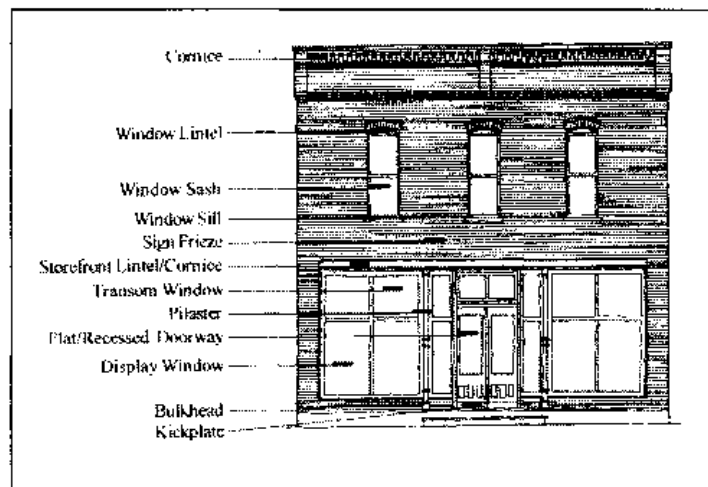 Cornice
Window Lintel
Window Sash
Window Sill
Sign Frieze
Storefront Lintel/Cornice
Transom Window
Pilaster
Flat/Recessed Doorway
Display Window
Bulkhead
Kickplate